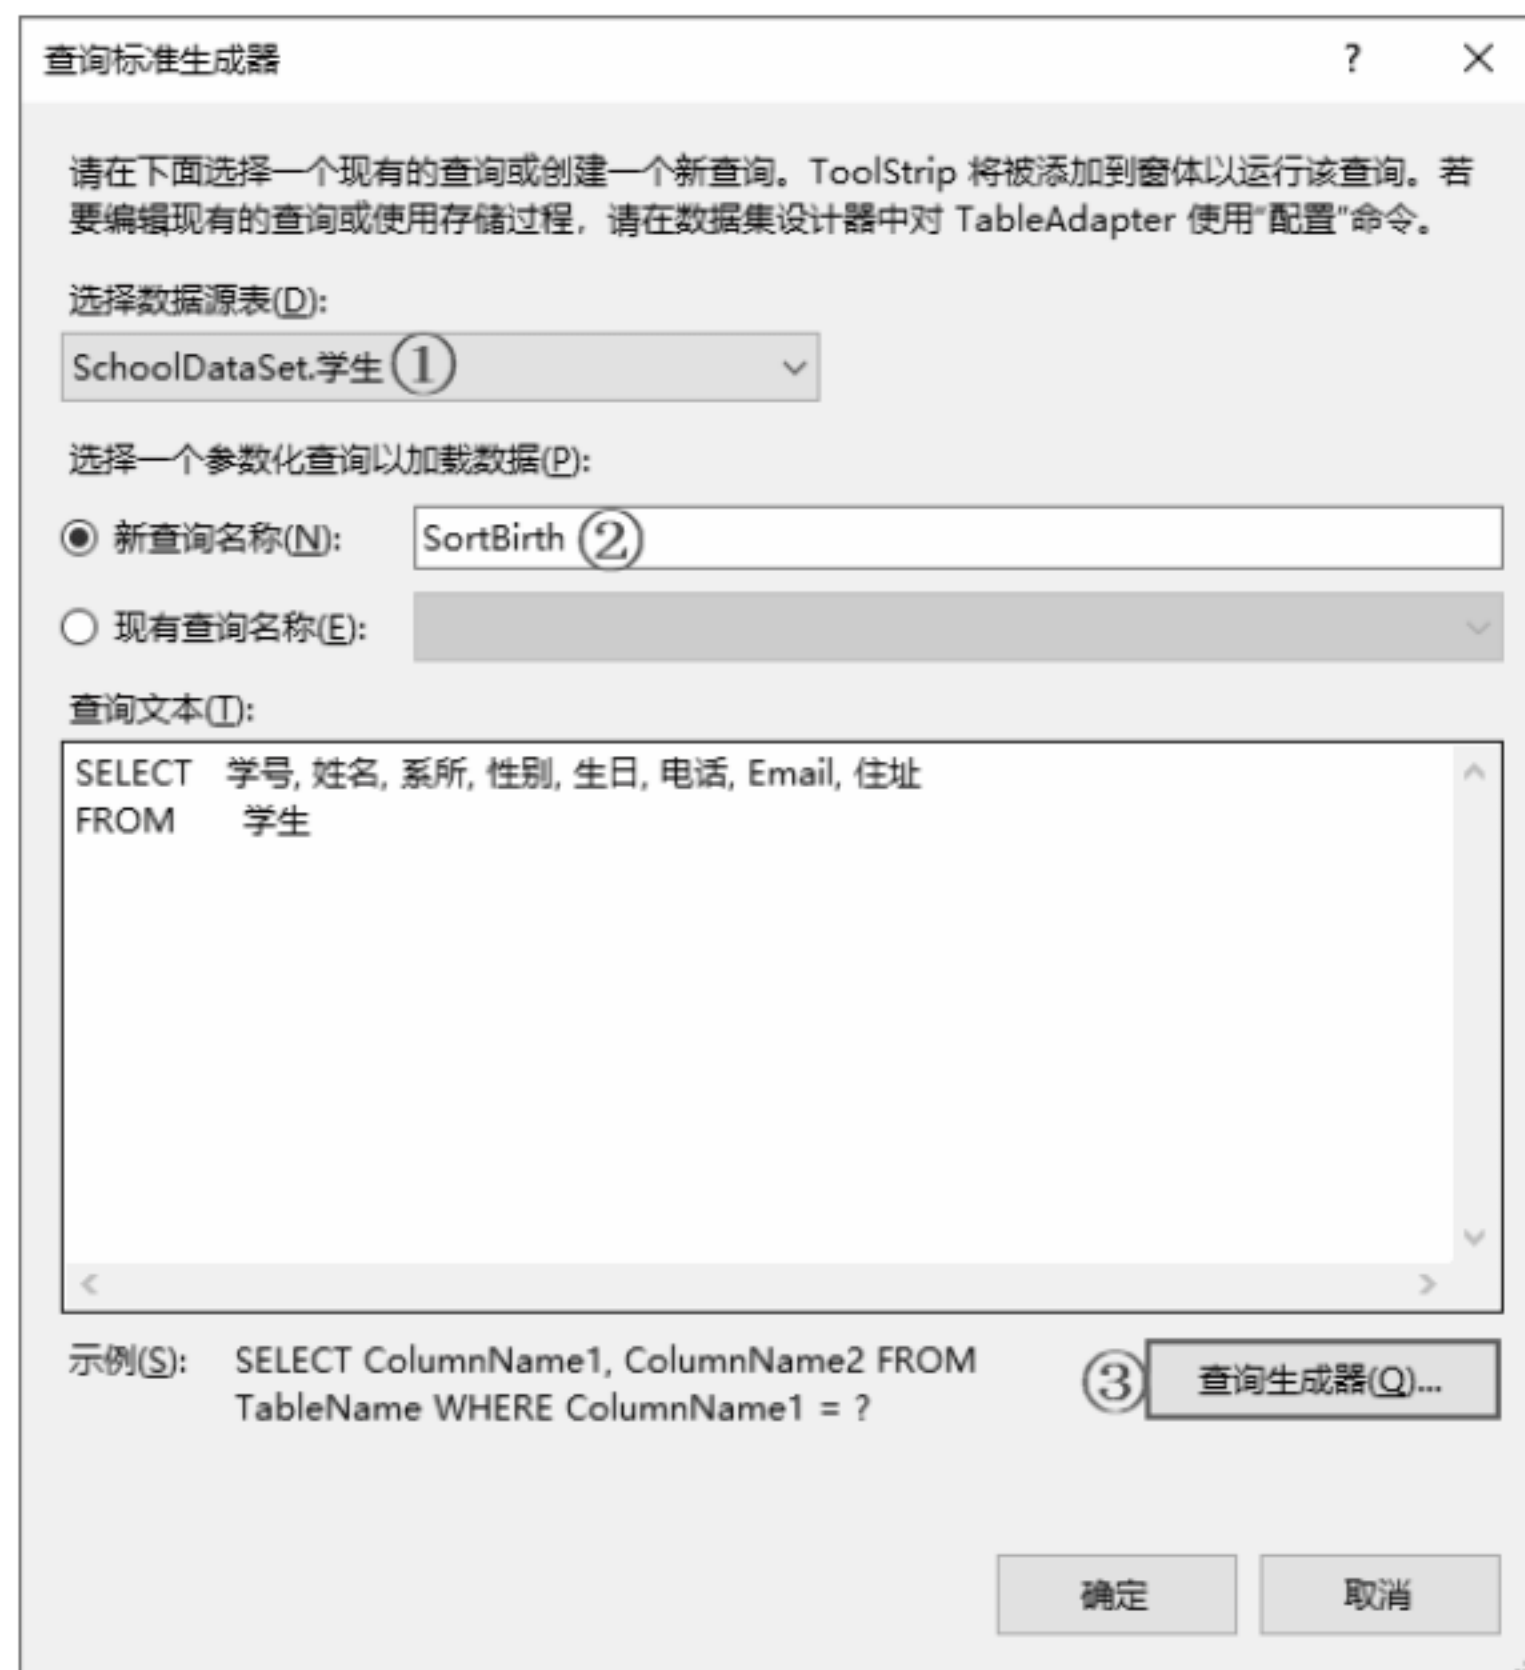 查询标准生成器 ? ×
请在下面选择一个现有的查询或创建一个新查询。ToolStrip 将被添加到窗体以运行该查询。若
要编辑现有的查询或使用存储过程，请在数据集设计器中对 TableAdapter 使用“配置”命令。
选择数据源表(D):
SchoolDataSet.学生 ①
选择一个参数化查询以加载数据(P):
新查询名称(N): SortBirth ②
现有查询名称(E):
查询文本(T):
SELECT 学号, 姓名, 系所, 性别, 生日, 电话, Email, 住址
FROM 学生
示例(S): SELECT ColumnName1, ColumnName2 FROM
TableName WHERE ColumnName1 = ?
③ 查询生成器(Q)...
确定 取消